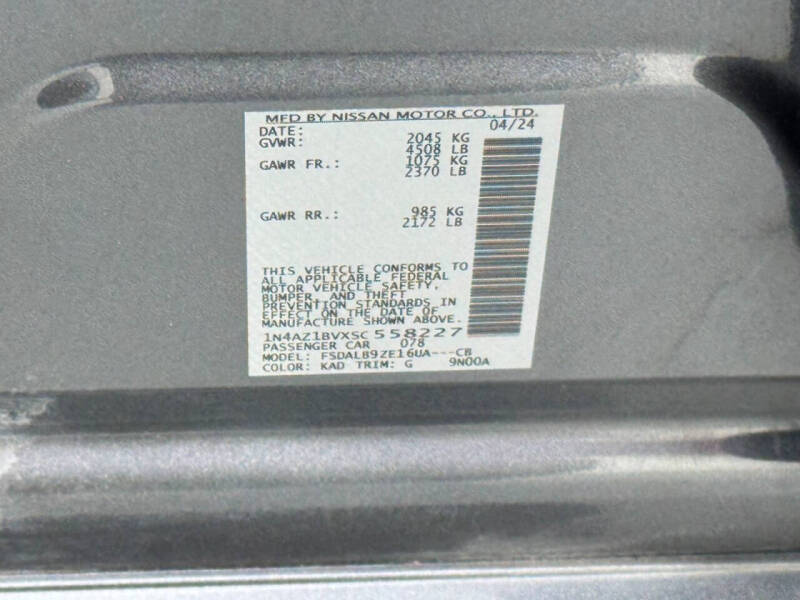 MFD BY NISSAN MOTOR CO., LTD.
DATE: 04/24
GVWR: 2045 KG
4508 LB
GAWR FR.: 1075 KG
2370 LB
GAWR RR.: 985 KG
2172 LB
THIS VEHICLE CONFORMS TO
ALL APPLICABLE FEDERAL
MOTOR VEHICLE SAFETY,
BUMPER, AND THEFT
PREVENTION STANDARDS IN
EFFECT ON THE DATE OF
MANUFACTURE SHOWN ABOVE.
1N4AZ1BVXSC558227
PASSENGER CAR 078
MODEL: FSDALB9ZE16UA---CB
COLOR: KAD TRIM: G 9N00A